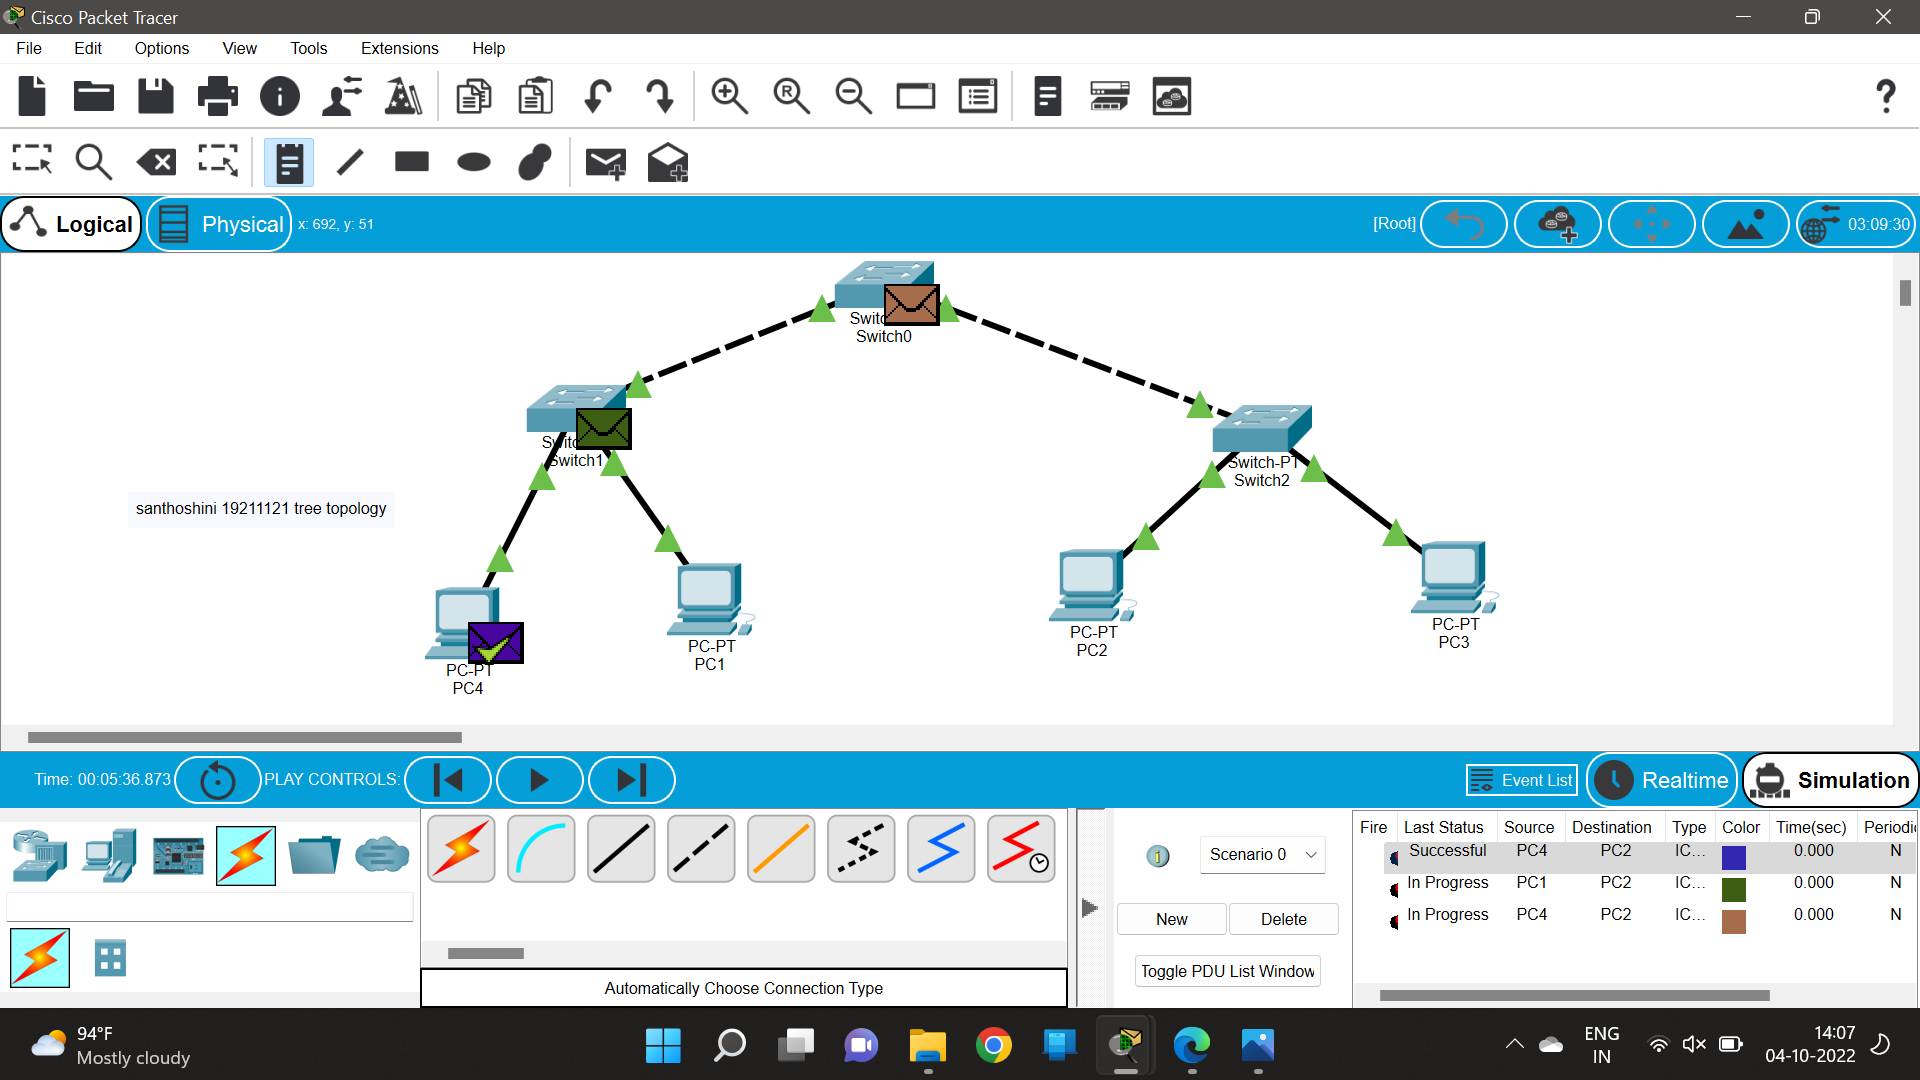 Cisco Packet Tracer
File Edit Options View Tools Extensions Help
R
?
Logical Physical x: 692, y: 51 [Root] 03:09:30
Switch0
Switch1
Switch-PT
Switch2
santhoshini 19211121 tree topology
PC-PT
PC4
PC-PT
PC1
PC-PT
PC2
PC-PT
PC3
Time: 00:05:36.873 PLAY CONTROLS: Event List Realtime Simulation
Scenario 0
New Delete
Toggle PDU List Window
Automatically Choose Connection Type
Fire Last Status Source Destination Type Color Time(sec) Periodic
Successful PC4 PC2 IC... 0.000 N
In Progress PC1 PC2 IC... 0.000 N
In Progress PC4 PC2 IC... 0.000 N
94°F
Mostly cloudy
ENG
IN
14:07
04-10-2022